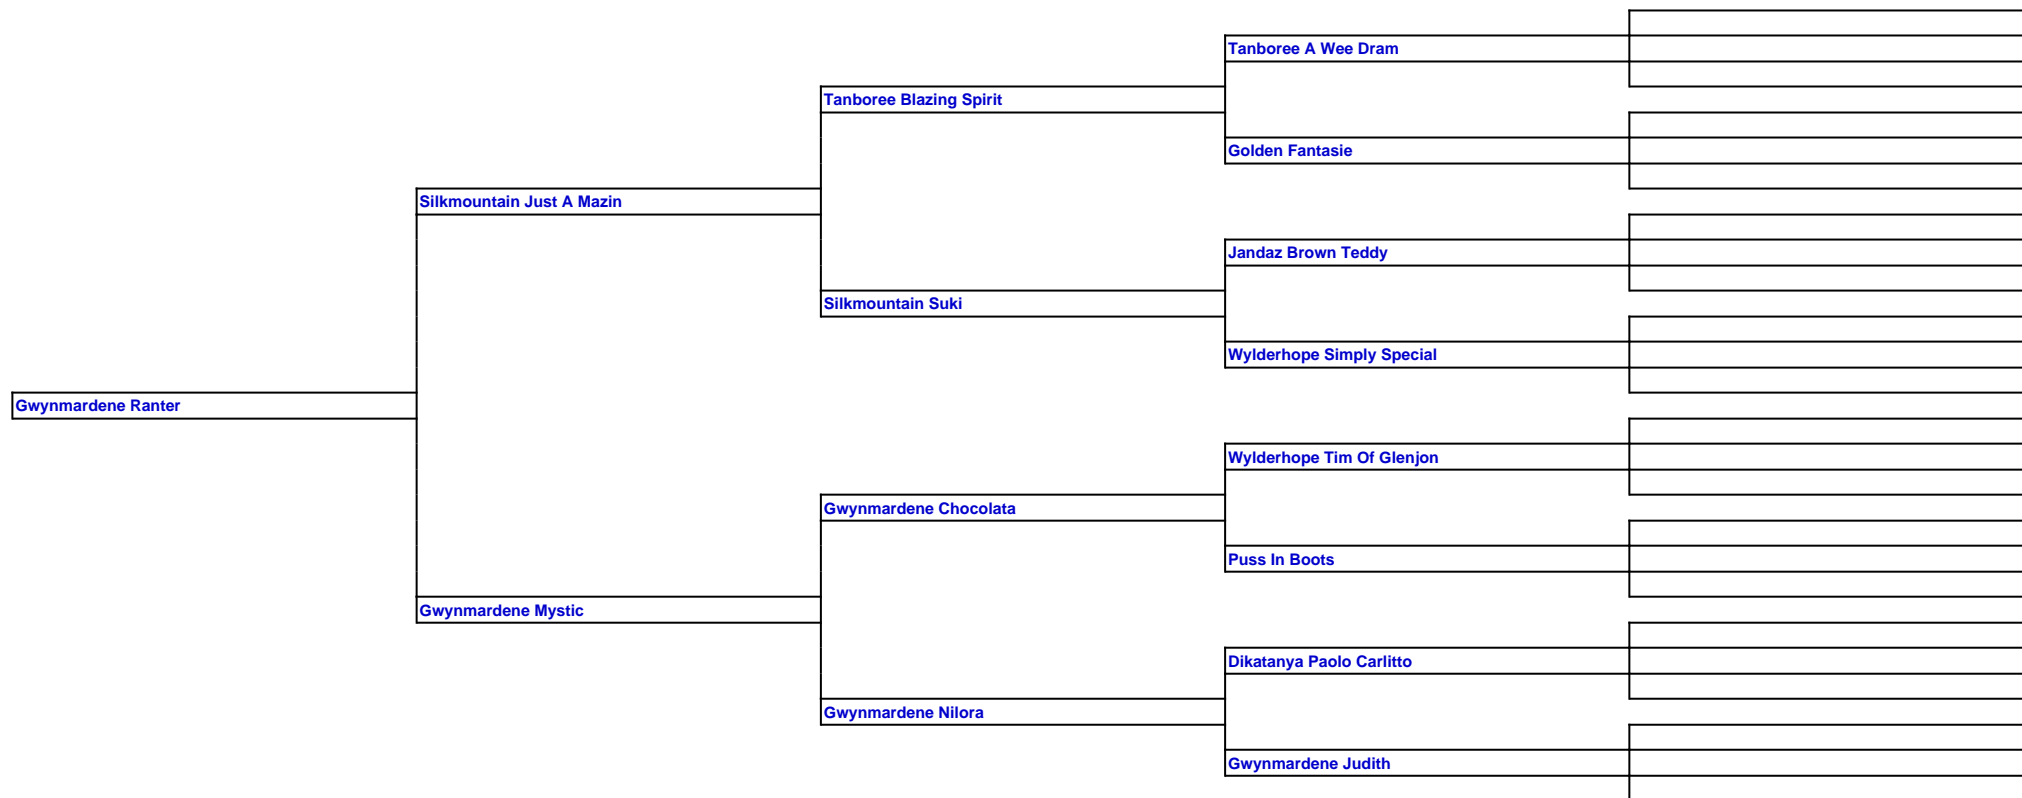 Tanboree A Wee Dram
Tanboree Blazing Spirit
Golden Fantasie
Silkmountain Just A Mazin
Jandaz Brown Teddy
Silkmountain Suki
Wylderhope Simply Special
Gwynmardene Ranter
Wylderhope Tim Of Glenjon
Gwynmardene Chocolata
Puss In Boots
Gwynmardene Mystic
Dikatanya Paolo Carlitto
Gwynmardene Nilora
Gwynmardene Judith